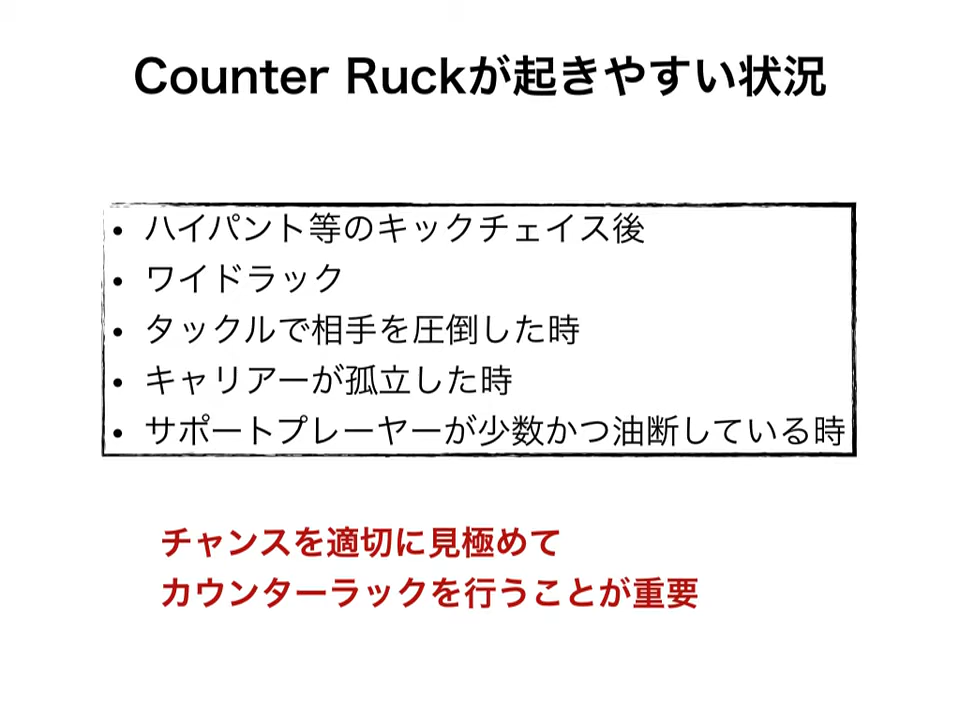 Counter Ruckが起きやすい状況
• ハイパント等のキックチェイス後
• ワイドラック
• タックルで相手を圧倒した時
• キャリアーが孤立した時
• サポートプレーヤーが少数かつ油断している時
チャンスを適切に見極めて
カウンターラックを行うことが重要